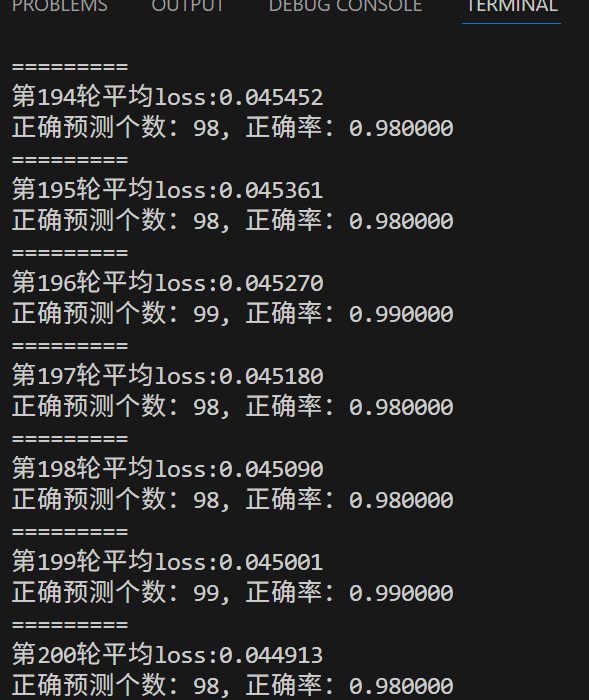 PROBLEMS OUTPUT DEBUG CONSOLE TERMINAL
=========
第194轮平均loss:0.045452
正确预测个数: 98, 正确率: 0.980000
=========
第195轮平均loss:0.045361
正确预测个数: 98, 正确率: 0.980000
=========
第196轮平均loss:0.045270
正确预测个数: 99, 正确率: 0.990000
=========
第197轮平均loss:0.045180
正确预测个数: 98, 正确率: 0.980000
=========
第198轮平均loss:0.045090
正确预测个数: 98, 正确率: 0.980000
=========
第199轮平均loss:0.045001
正确预测个数: 99, 正确率: 0.990000
=========
第200轮平均loss:0.044913
正确预测个数: 98, 正确率: 0.980000